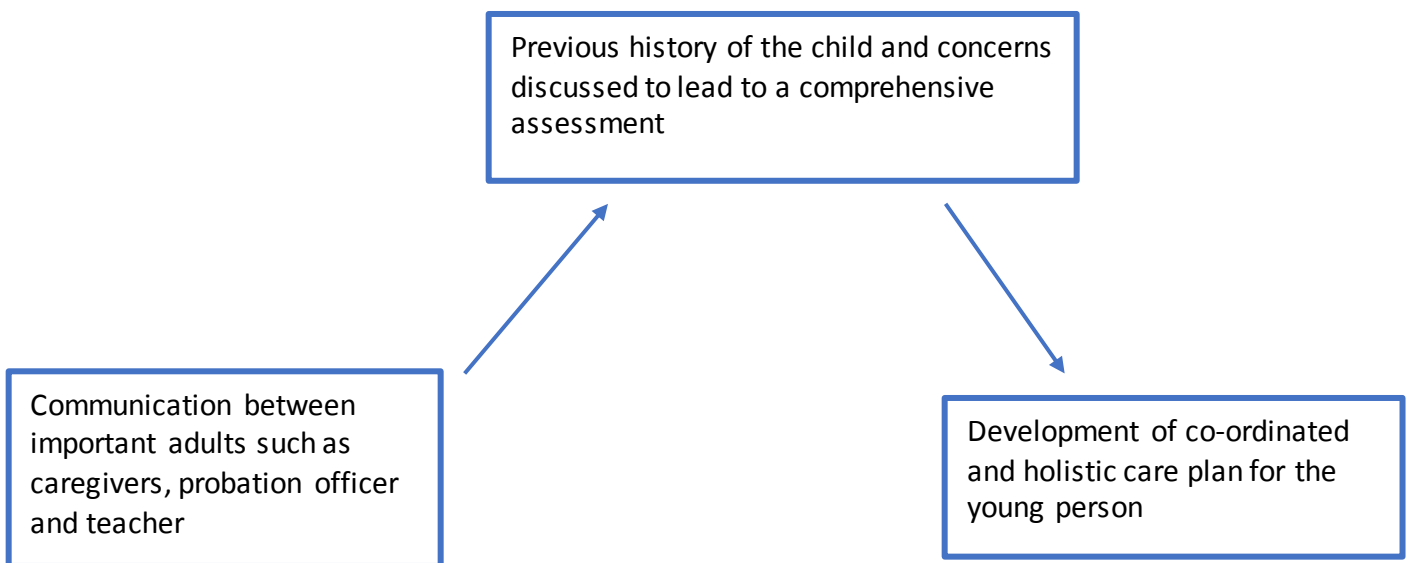 Previous history of the child and concerns
discussed to lead to a comprehensive
assessment
Communication between
important adults such as
caregivers, probation officer
and teacher
Development of co-ordinated
and holistic care plan for the
young person